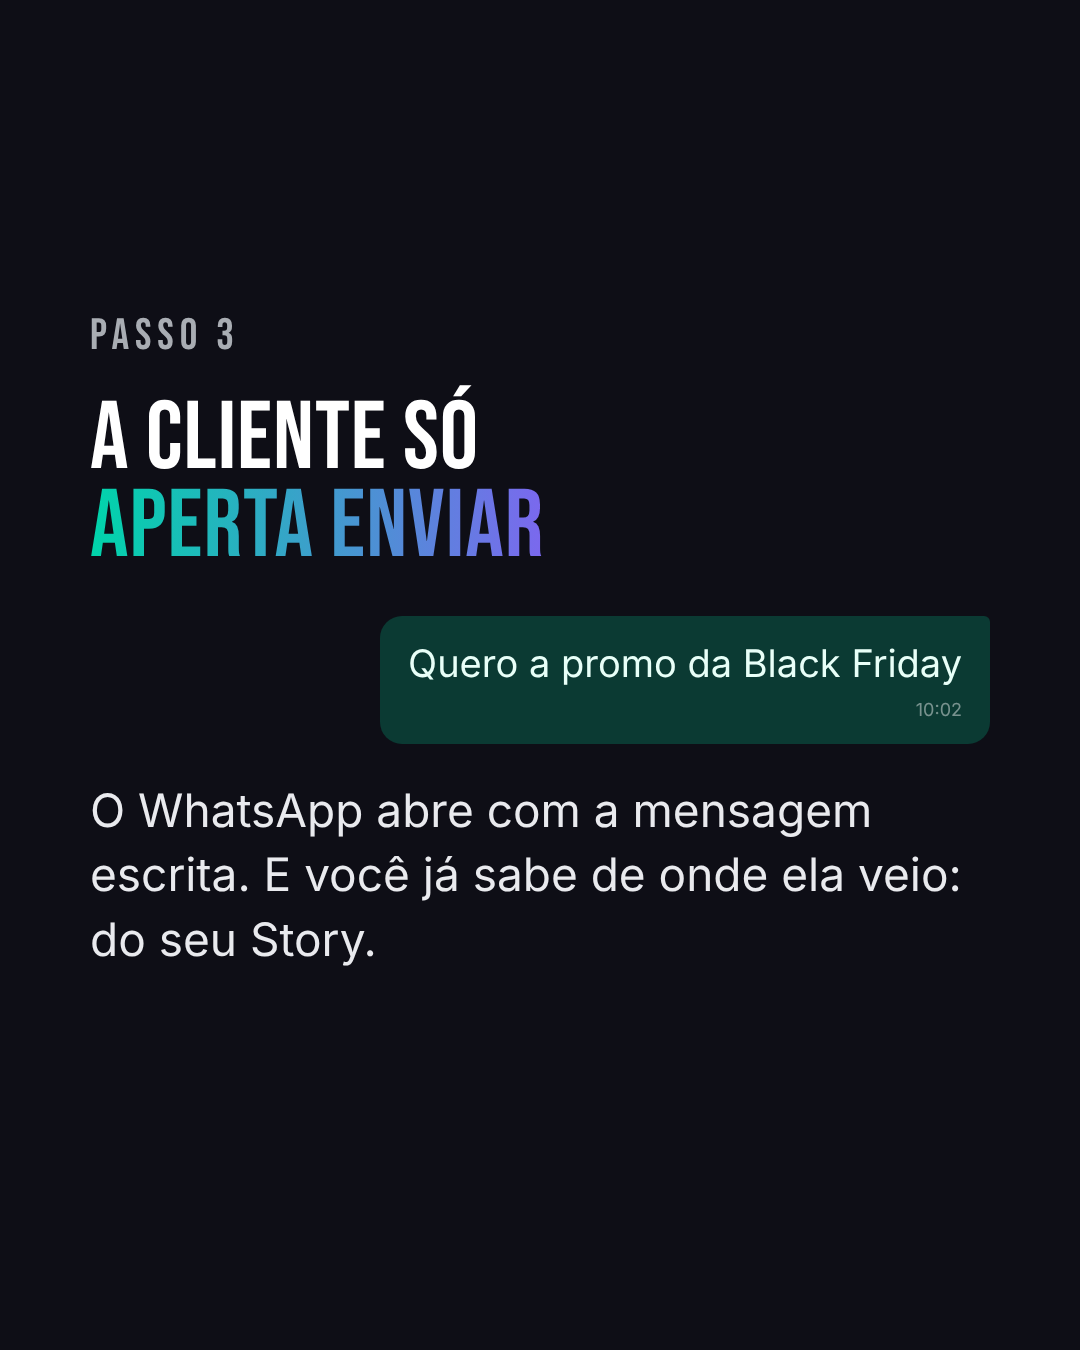 PASSO 3
A CLIENTE SÓ
APERTA ENVIAR
Quero a promo da Black Friday
10:02
O WhatsApp abre com a mensagem
escrita. E você já sabe de onde ela veio:
do seu Story.